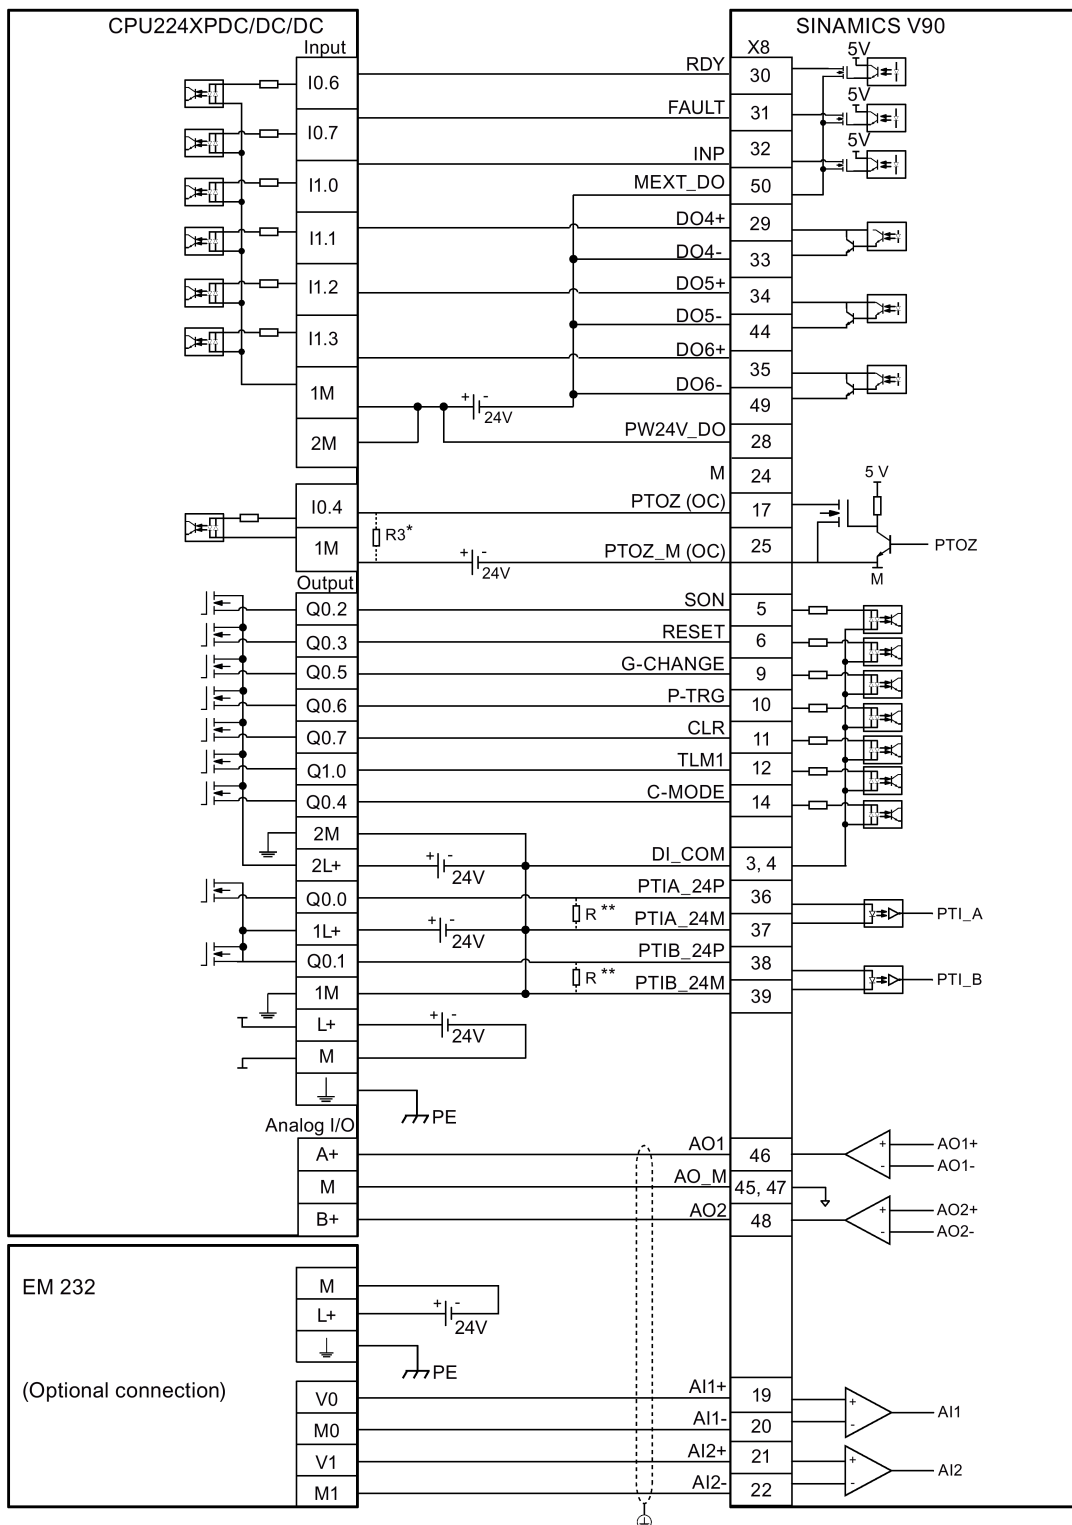 CPU224XPDC/DC/DC
SINAMICS V90
Input
X8
I0.6
RDY
30
5V
I0.7
FAULT
31
5V
INP
32
5V
I1.0
MEXT_DO
50
I1.1
DO4+
29
DO4-
33
I1.2
DO5+
34
DO5-
44
I1.3
DO6+
35
1M
DO6-
49
+ -
24V
2M
PW24V_DO
28
M
24
5 V
I0.4
PTOZ (OC)
17
R3*
1M
+ -
24V
PTOZ_M (OC)
25
PTOZ
M
Output
Q0.2
SON
5
Q0.3
RESET
6
Q0.5
G-CHANGE
9
Q0.6
P-TRG
10
Q0.7
CLR
11
Q1.0
TLM1
12
Q0.4
C-MODE
14
2M
2L+
+ -
24V
DI_COM
3, 4
Q0.0
PTIA_24P
36
R **
PTI_A
1L+
+ -
24V
PTIA_24M
37
Q0.1
PTIB_24P
38
R **
PTI_B
1M
PTIB_24M
39
L+
+ -
24V
M
PE
Analog I/O
A+
AO1
46
+
-
AO1+
AO1-
M
AO_M
45, 47
B+
AO2
48
+
-
AO2+
AO2-
EM 232
M
L+
+ -
24V
PE
(Optional connection)
V0
AI1+
19
+
-
AI1
M0
AI1-
20
V1
AI2+
21
+
-
AI2
M1
AI2-
22